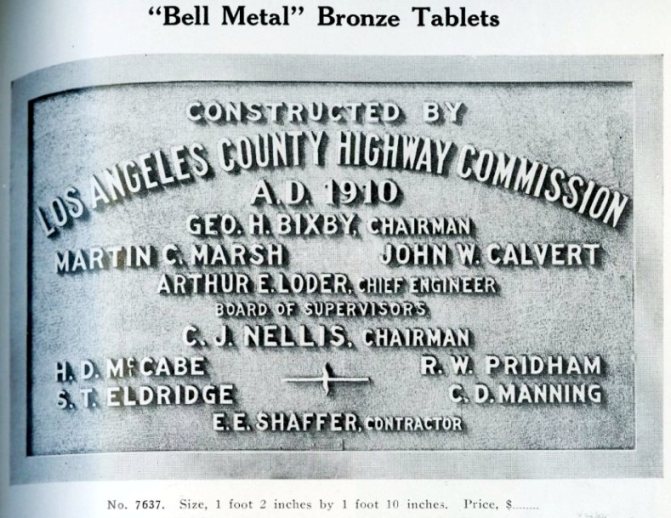 “Bell Metal” Bronze Tablets
CONSTRUCTED BY
LOS ANGELES COUNTY HIGHWAY COMMISSION
A.D. 1910
GEO. H. BIXBY, CHAIRMAN
MARTIN C. MARSH JOHN W. CALVERT
ARTHUR E. LODER, CHIEF ENGINEER
BOARD OF SUPERVISORS
C. J. NELLIS, CHAIRMAN
H. D. McCABE R. W. PRIDHAM
S. T. ELDRIDGE C. D. MANNING
E. E. SHAFFER, CONTRACTOR
No. 7637. Size, 1 foot 2 inches by 1 foot 10 inches. Price, $........